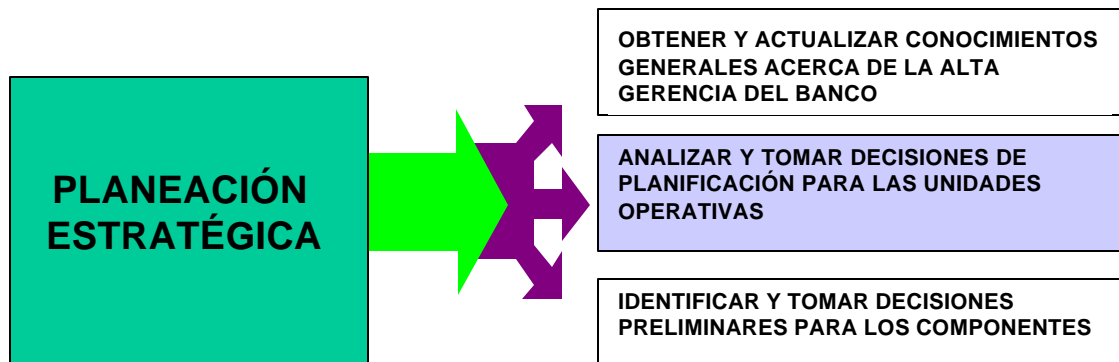 PLANEACIÓN
ESTRATÉGICA
OBTENER Y ACTUALIZAR CONOCIMIENTOS
GENERALES ACERCA DE LA ALTA
GERENCIA DEL BANCO
ANALIZAR Y TOMAR DECISIONES DE
PLANIFICACIÓN PARA LAS UNIDADES
OPERATIVAS
IDENTIFICAR Y TOMAR DECISIONES
PRELIMINARES PARA LOS COMPONENTES